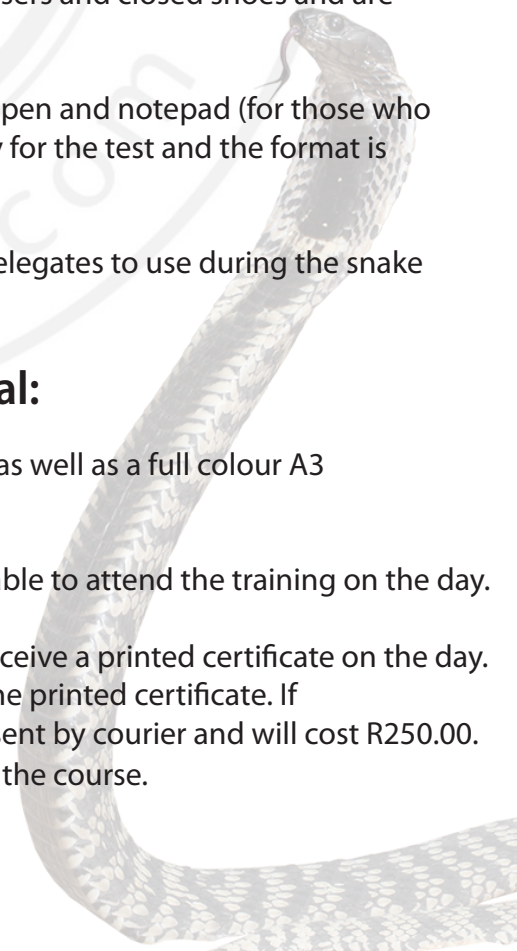 sers and closed shoes and are
pen and notepad (for those who
for the test and the format is
elegates to use during the snake
al:
as well as a full colour A3
able to attend the training on the day.
ceive a printed certificate on the day.
he printed certificate. If
sent by courier and will cost R250.00.
the course.
com